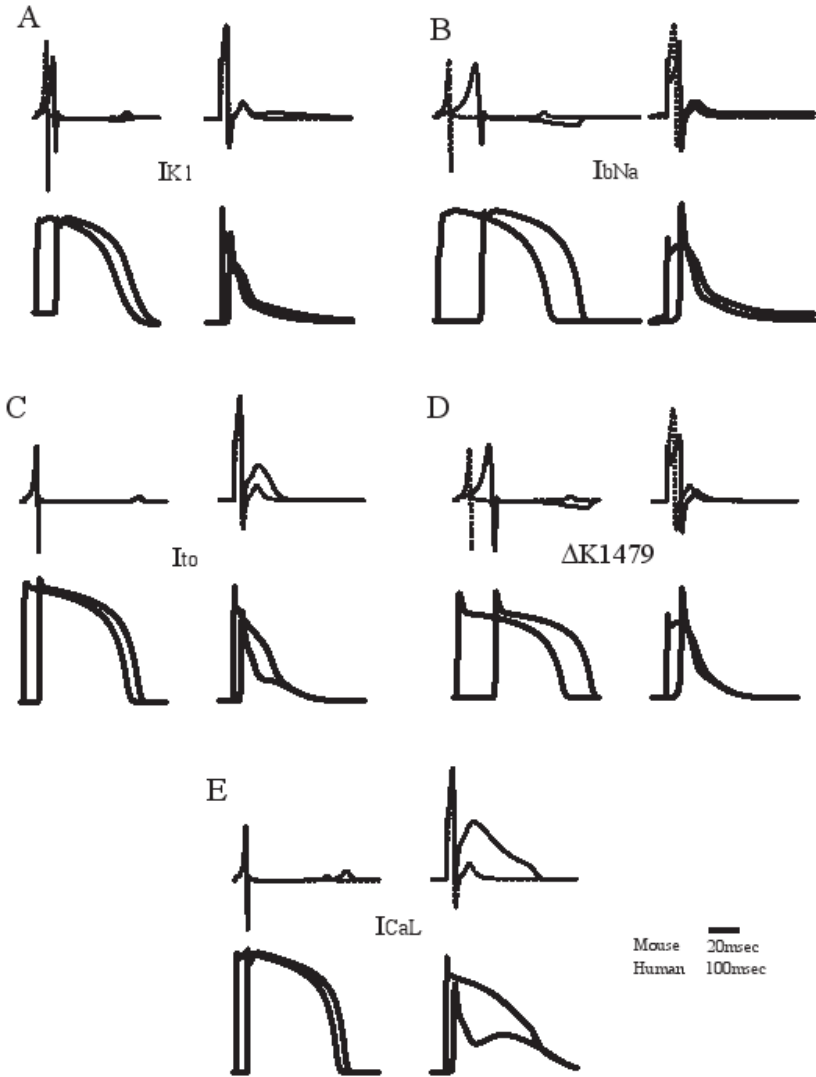 A
B
IK1
IbNa
C
D
Ito
ΔK1479
E
ICaL
Mouse 20msec
Human 100msec